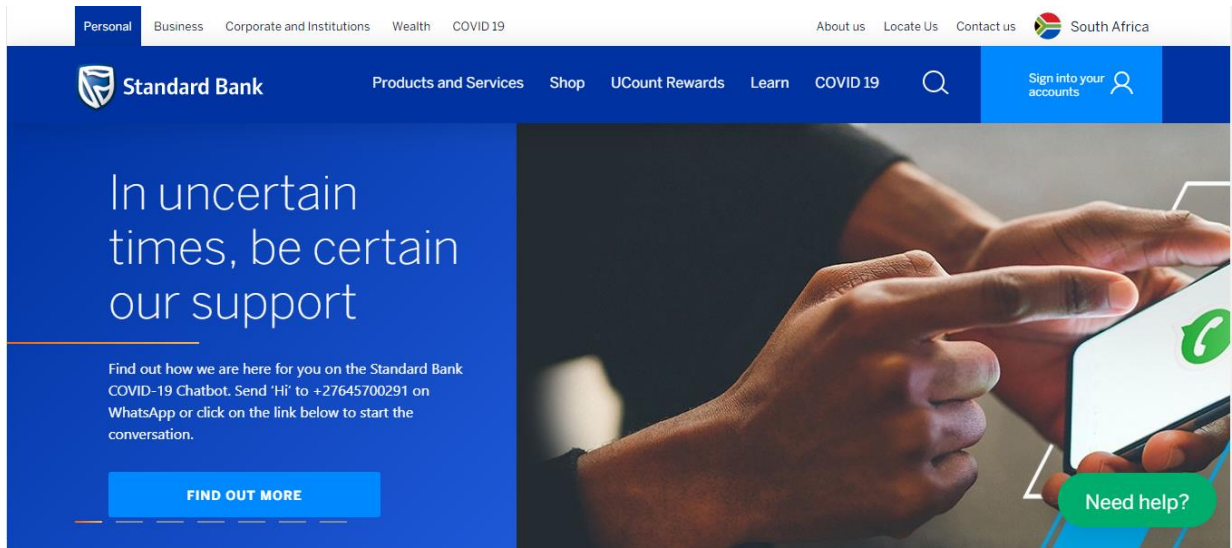 Personal Business Corporate and Institutions Wealth COVID 19 About us Locate Us Contact us South Africa
Standard Bank Products and Services Shop UCount Rewards Learn COVID 19 Sign into your
accounts
In uncertain
times, be certain
our support
Find out how we are here for you on the Standard Bank
COVID-19 Chatbot. Send ‘Hi’ to +27645700291 on
WhatsApp or click on the link below to start the
conversation.
FIND OUT MORE
Need help?